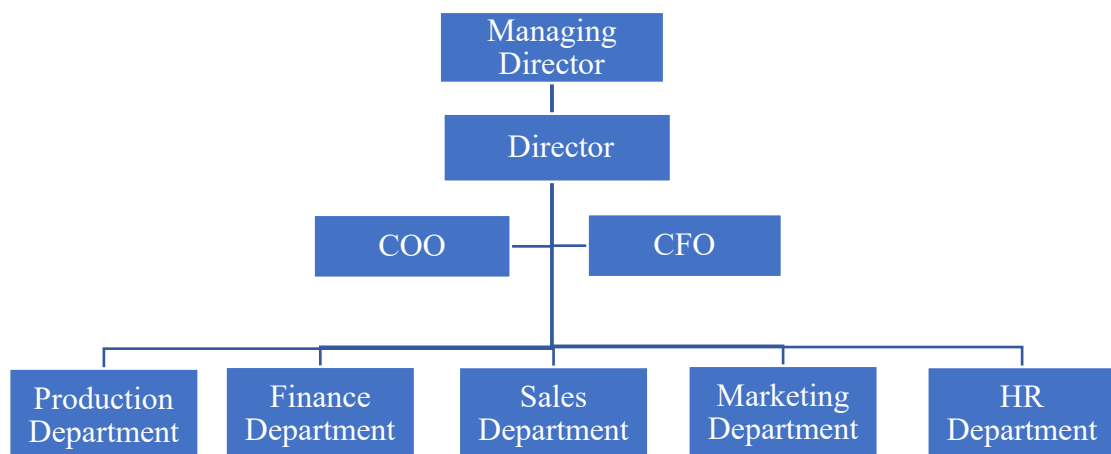 Managing
Director
Director
COO
CFO
Production
Department
Finance
Department
Sales
Department
Marketing
Department
HR
Department